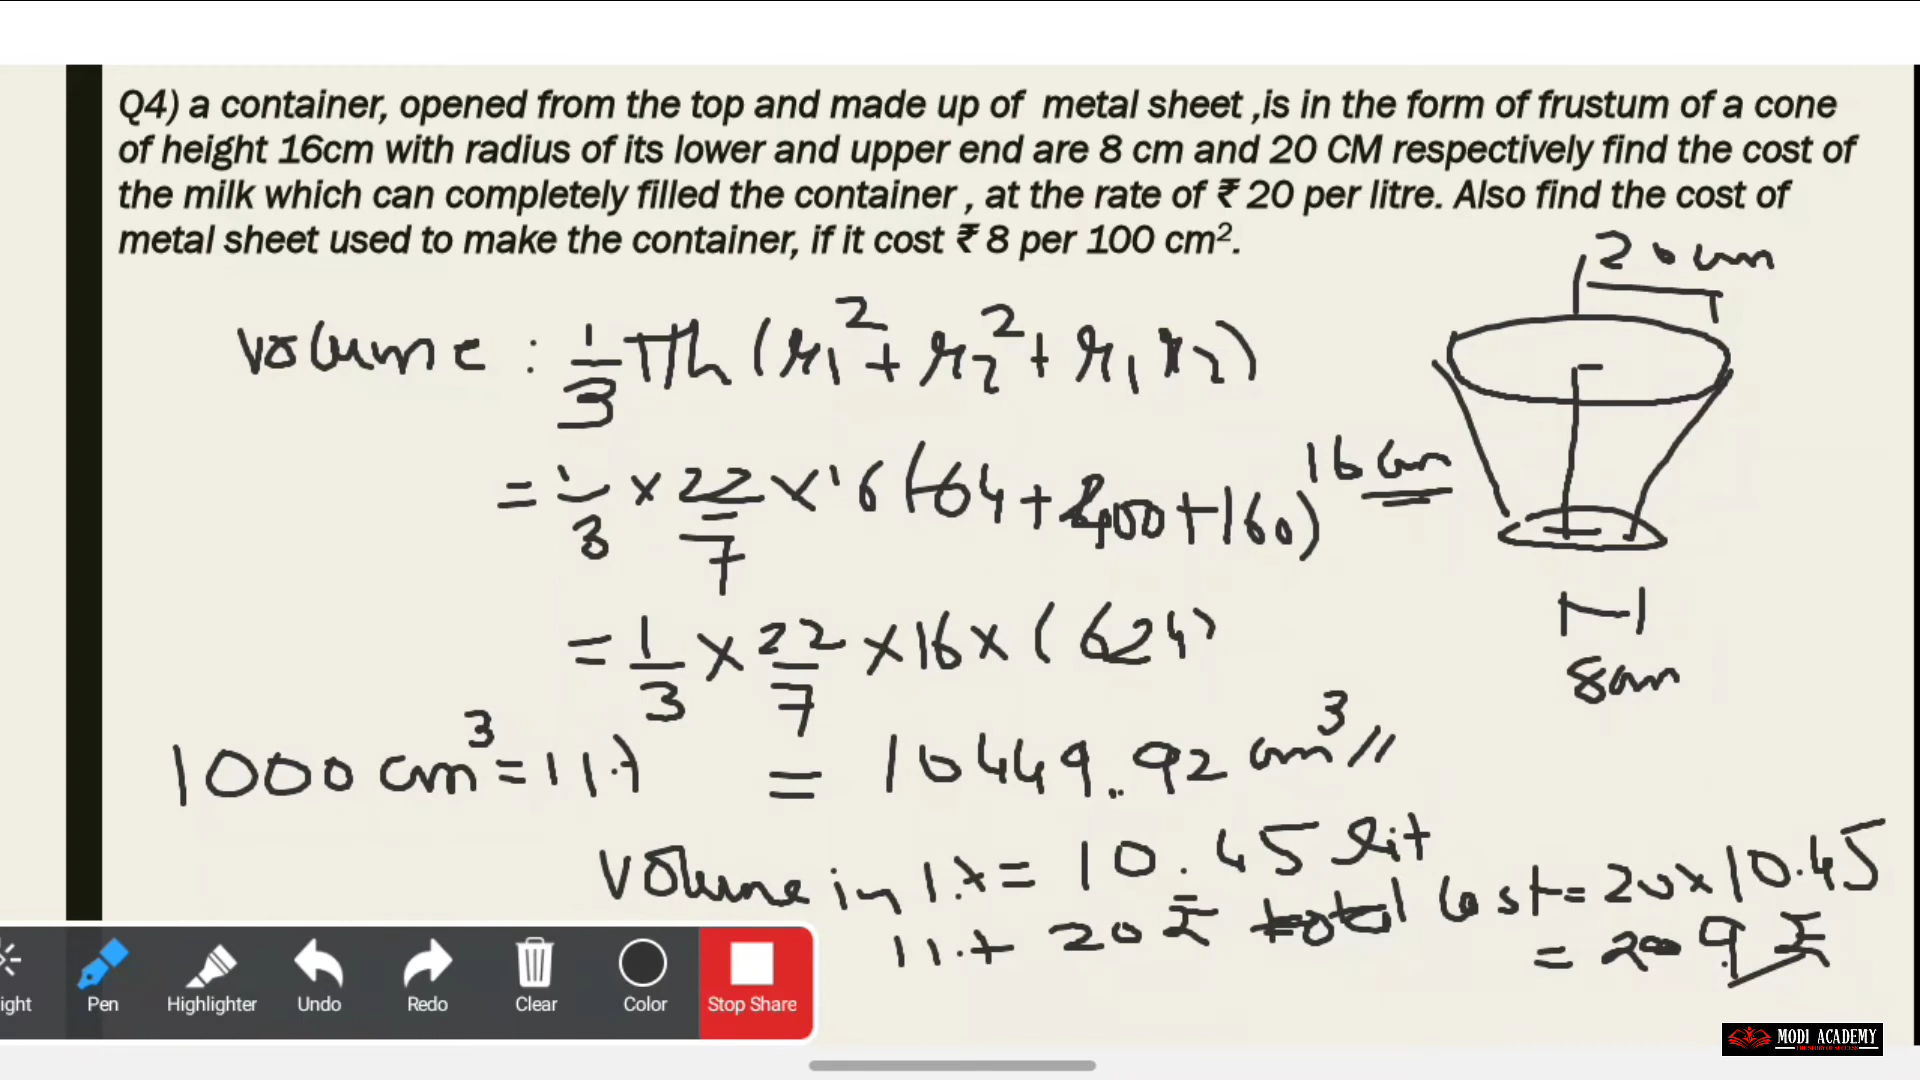 Q4) a container, opened from the top and made up of metal sheet ,is in the form of frustum of a cone
of height 16cm with radius of its lower and upper end are 8 cm and 20 CM respectively find the cost of
the milk which can completely filled the container , at the rate of ₹ 20 per litre. Also find the cost of
metal sheet used to make the container, if it cost ₹ 8 per 100 cm².
20 cm
volume : 1/3 πh (r₁² + r₂² + r₁ r₂)
16 cm
= 1/3 × 22/7 × 16 (64 + 400 + 160)
= 1/3 × 22/7 × 16 × (624)
8cm
1000 cm³ = 1 lit
= 10449.92 cm³ //
volume in lit = 10.45 lit
1 lit 20 ₹ total cost = 20 × 10.45
= 209 ₹
ight
Pen
Highlighter
Undo
Redo
Clear
Color
Stop Share
MODI ACADEMY